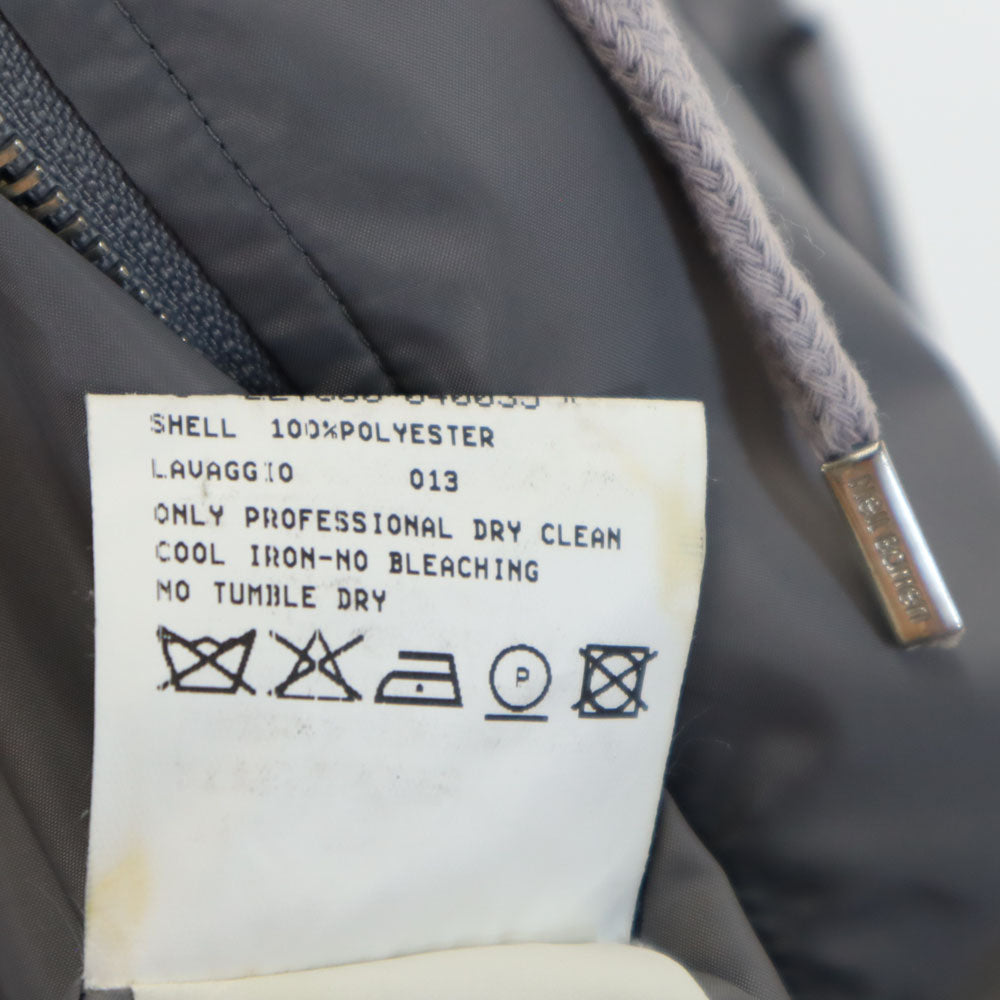 SHELL 100%POLYESTER
LAVAGGIO 013
ONLY PROFESSIONAL DRY CLEAN
COOL IRON-NO BLEACHING
NO TUMBLE DRY
P